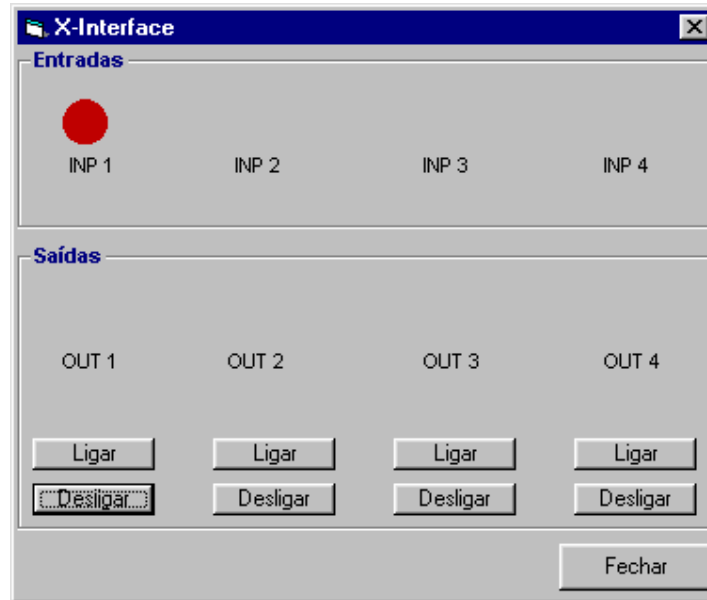 X-Interface
Entradas
INP 1 INP 2 INP 3 INP 4
Saídas
OUT 1 OUT 2 OUT 3 OUT 4
Ligar Ligar Ligar Ligar
Desligar Desligar Desligar Desligar
Fechar